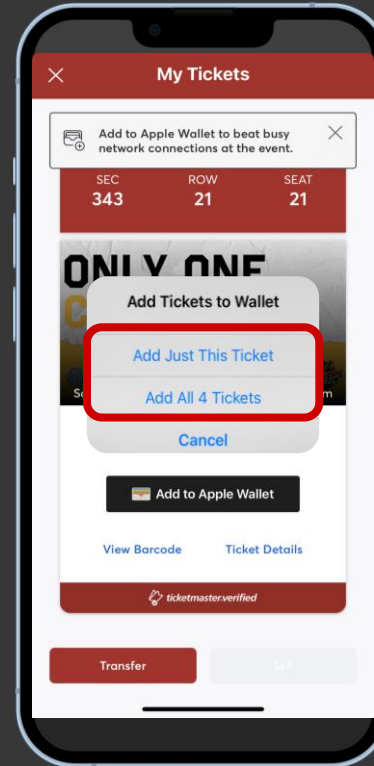 My Tickets
Add to Apple Wallet to beat busy
network connections at the event.
SEC ROW SEAT
343 21 21
ONLY ONE
Add Tickets to Wallet
Add Just This Ticket
Add All 4 Tickets
Cancel
Add to Apple Wallet
View Barcode Ticket Details
ticketmaster.verified
Transfer Sell